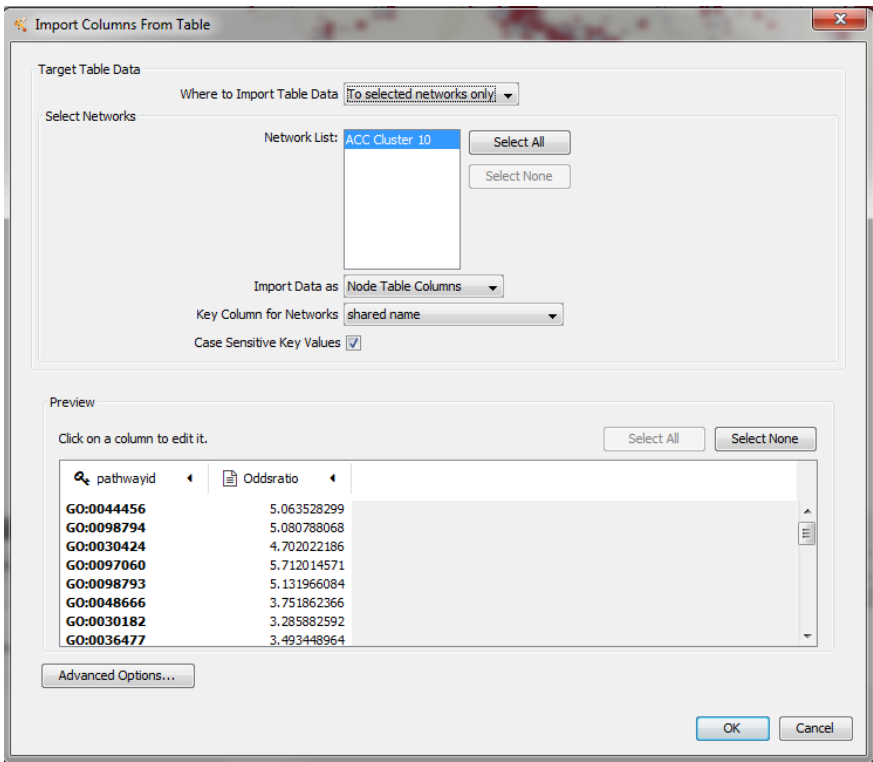 Import Columns From Table
x
Target Table Data
Where to Import Table Data To selected networks only
Select Networks
Network List: ACC Cluster 10 Select All
Select None
Import Data as Node Table Columns
Key Column for Networks shared name
Case Sensitive Key Values
Preview
Click on a column to edit it. Select All Select None
pathwayid Oddsratio
GO:0044456 5.063528299
GO:0098794 5.080788068
GO:0030424 4.702022186
GO:0097060 5.712014571
GO:0098793 5.131966084
GO:0048666 3.751862366
GO:0030182 3.285882592
GO:0036477 3.493448964
Advanced Options...
OK Cancel